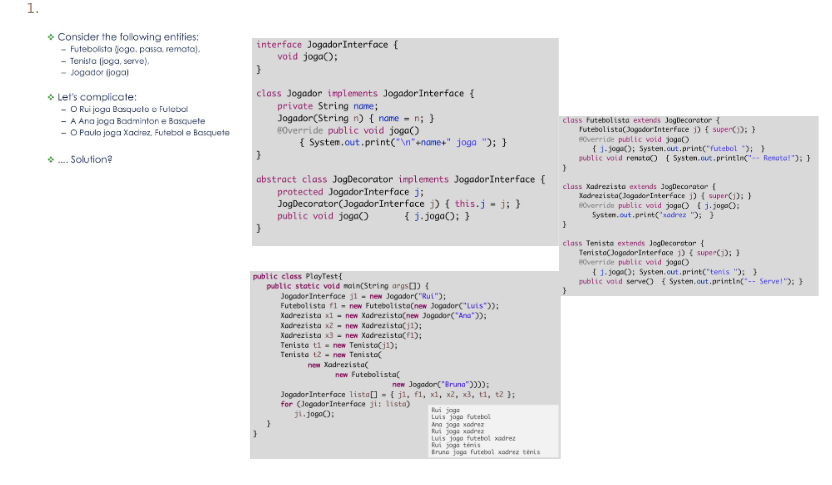 1.
❖ Consider the following entities:
– Futebolista (joga, passa, remata),
– Tenista (joga, serve),
– Jogador (joga)
❖ Let's complicate:
– O Rui joga Basquete e Futebol
– A Ana joga Badminton e Basquete
– O Paulo joga Xadrez, Futebol e Basquete
❖ .... Solution?
interface JogadorInterface {
void joga();
}
class Jogador implements JogadorInterface {
private String name;
Jogador(String n) { name = n; }
@Override public void joga()
{ System.out.print("\n"+name+" joga "); }
}
abstract class JogDecorator implements JogadorInterface {
protected JogadorInterface j;
JogDecorator(JogadorInterface j) { this.j = j; }
public void joga() { j.joga(); }
}
class Futebolista extends JogDecorator {
Futebolista(JogadorInterface j) { super(j); }
@Override public void joga()
{ j.joga(); System.out.print("futebol "); }
public void remata() { System.out.println("-- Remata!"); }
}
class Xadrezista extends JogDecorator {
Xadrezista(JogadorInterface j) { super(j); }
@Override public void joga() { j.joga();
System.out.print("xadrez "); }
}
class Tenista extends JogDecorator {
Tenista(JogadorInterface j) { super(j); }
@Override public void joga()
{ j.joga(); System.out.print("tenis "); }
public void serve() { System.out.println("-- Serve!"); }
}
public class PlayTest{
public static void main(String args[]) {
JogadorInterface j1 = new Jogador("Rui");
Futebolista f1 = new Futebolista(new Jogador("Luis"));
Xadrezista x1 = new Xadrezista(new Jogador("Ana"));
Xadrezista x2 = new Xadrezista(j1);
Xadrezista x3 = new Xadrezista(f1);
Tenista t1 = new Tenista(j1);
Tenista t2 = new Tenista(
new Xadrezista(
new Futebolista(
new Jogador("Bruna"))));
JogadorInterface lista[] = { j1, f1, x1, x2, x3, t1, t2 };
for (JogadorInterface ji: lista)
ji.joga();
}
}
Rui joga
Luis joga futebol
Ana joga xadrez
Rui joga xadrez
Luis joga futebol xadrez
Rui joga ténis
Bruna joga futebol xadrez ténis